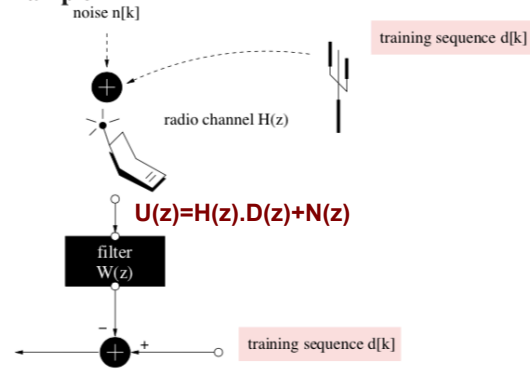 noise n[k]
training sequence d[k]
+
radio channel H(z)
U(z)=H(z).D(z)+N(z)
filter
W(z)
−
+
+
training sequence d[k]